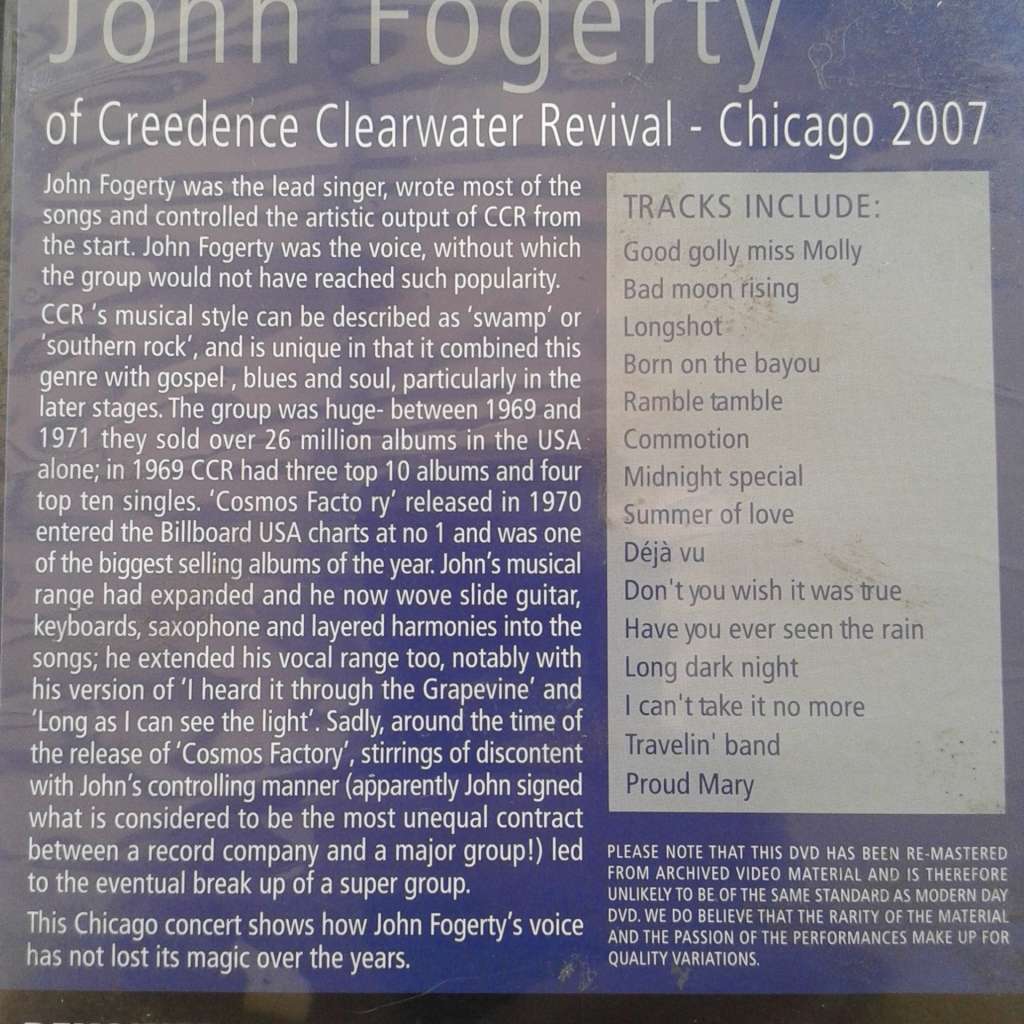 John Fogerty
of Creedence Clearwater Revival - Chicago 2007
John Fogerty was the lead singer, wrote most of the
songs and controlled the artistic output of CCR from
the start. John Fogerty was the voice, without which
the group would not have reached such popularity.
CCR 's musical style can be described as 'swamp' or
'southern rock', and is unique in that it combined this
genre with gospel , blues and soul, particularly in the
later stages. The group was huge- between 1969 and
1971 they sold over 26 million albums in the USA
alone; in 1969 CCR had three top 10 albums and four
top ten singles. 'Cosmos Facto ry' released in 1970
entered the Billboard USA charts at no 1 and was one
of the biggest selling albums of the year. John's musical
range had expanded and he now wove slide guitar,
keyboards, saxophone and layered harmonies into the
songs; he extended his vocal range too, notably with
his version of 'I heard it through the Grapevine' and
'Long as I can see the light'. Sadly, around the time of
the release of 'Cosmos Factory', stirrings of discontent
with John's controlling manner (apparently John signed
what is considered to be the most unequal contract
between a record company and a major group!) led
to the eventual break up of a super group.
This Chicago concert shows how John Fogerty's voice
has not lost its magic over the years.
TRACKS INCLUDE:
Good golly miss Molly
Bad moon rising
Longshot
Born on the bayou
Ramble tamble
Commotion
Midnight special
Summer of love
Déjà vu
Don't you wish it was true
Have you ever seen the rain
Long dark night
I can't take it no more
Travelin' band
Proud Mary
PLEASE NOTE THAT THIS DVD HAS BEEN RE-MASTERED
FROM ARCHIVED VIDEO MATERIAL AND IS THEREFORE
UNLIKELY TO BE OF THE SAME STANDARD AS MODERN DAY
DVD. WE DO BELIEVE THAT THE RARITY OF THE MATERIAL
AND THE PASSION OF THE PERFORMANCES MAKE UP FOR
QUALITY VARIATIONS.